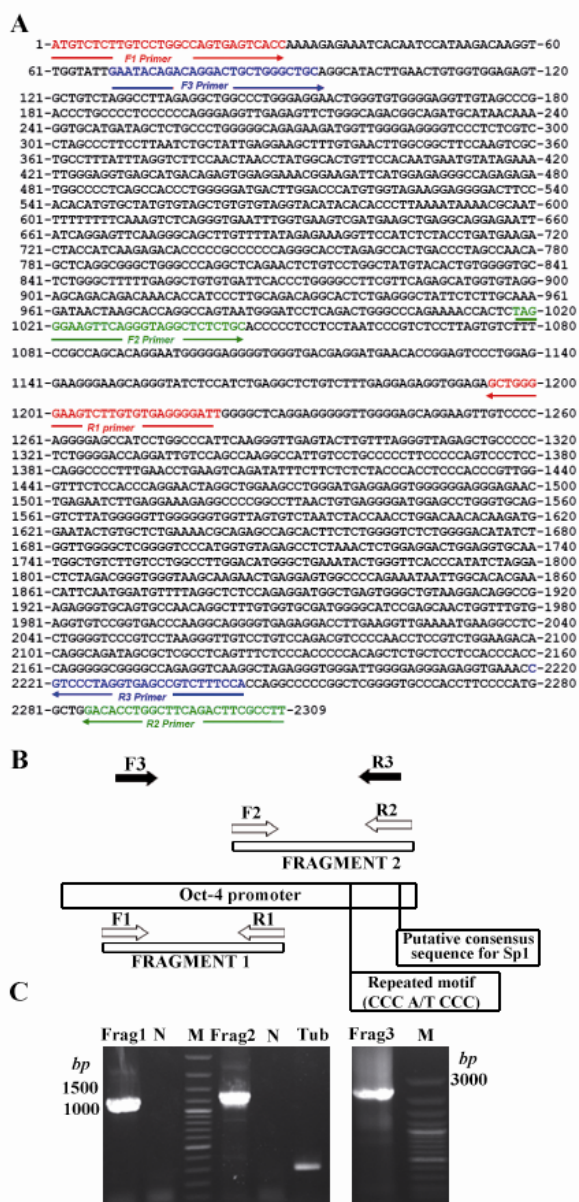 A
1-ATGTCTCTTGTCCTGGCCAGTGAGTCACCAAAAGAGAAATCACAATCCATAAGACAAGGT-60
F1 Primer
61-TGGTATTGAATACAGACAGGACTGCTGGGCTGCAGGCATACTTGAACTGTGGTGGAGAGT-120
F3 Primer
121-GCTGTCTAGGCCTTAGAGGCTGGCCCTGGGAGGAACTGGGTGTGGGGAGGTTGTAGCCCG-180
181-ACCCTGCCCCTCCCCCCAGGGAGGTTGAGAGTTCTGGGCAGACGGCAGATGCATAACAAA-240
241-GGTGCATGATAGCTCTGCCCTGGGGGCAGAGAAGATGGTTGGGGAGGGGTCCCTCTCGTC-300
301-CTAGCCCTTCCTTAATCTGCTATTGAGGAAGCTTTGTGAACTTGGCGGCTTCCAAGTCGC-360
361-TGCCTTTATTTAGGTCTTCCAACTAACCTATGGCACTGTTCCACAATGAATGTATAGAAA-420
421-TTGGGAGGTGAGCATGACAGAGTGGAGGAAACGGAAGATTCATGGAGAGGGCCAGAGAGA-480
481-TGGCCCCTCAGCCACCCTGGGGGATGACTTGGACCCATGTGGTAGAAGGAGGGGACTTCC-540
541-ACACATGTGCTATGTGTAGCTGTGTGTAGGTACATACACACCCTTAAAATAAAACGCAAT-600
601-TTTTTTTTCAAAGTCTCAGGGTGAATTTGGTGAAGTCGATGAAGCTGAGGCAGGAGAATT-660
661-ATCAGGAGTTCAAGGGCAGCTTGTTTTATAGAGAAAGGTTCCATCTCTACCTGATGAAGA-720
721-CTACCATCAAGAGACACCCCCGCCCCCCAGGGCACCTAGAGCCACTGACCCTAGCCAACA-780
781-GCTCAGGCGGGCTGGGCCCAGGCTCAGAACTCTGTCCTGGCTATGTACACTGTGGGGTGC-840
841-TCTGGGCTTTTTGAGGCTGTGTGATTCACCCTGGGCCTTCGTTCAGAGCATGGTGTAGG-900
901-AGCAGACAGACAAACACCATCCCTTGCAGACAGGCACTCTGAGGGCTATTCTCTTGCAAA-960
961-GATAACTAAGCACCAGGCCAGTAATGGGATCCTCAGACTGGGCCCAGAAAACCACTCTAG-1020
1021-GGAAGTTCAGGGTAGGCTCTCTGCACCCCCTCCTCCTAATCCCGTCTCCTTAGTGTCTTT-1080
F2 Primer
1081-CCGCCAGCACAGGAATGGGGGAGGGGTGGGTGACGAGGATGAACACCGGAGTCCCTGGAG-1140
1141-GAAGGGAAGCAGGGTATCTCCATCTGAGGCTCTGTCTTTGAGGAGAGGTGGAGAGCTGGG-1200
1201-GAAGTCTTGTGTGAGGGGATTGGGGCTCAGGAGGGGGTTGGGGAGCAGGAAGTTGTCCCC-1260
R1 primer
1261-AGGGGAGCCATCCTGGCCCATTCAAGGGTTGAGTACTTGTTTAGGGTTAGAGCTGCCCCC-1320
1321-TCTGGGGACCAGGATTGTCCAGCCAAGGCCATTGTCCTGCCCCCTTCCCCCAGTCCCTCC-1380
1381-CAGGCCCCTTTGAACCTGAAGTCAGATATTTCTTCTCTCTACCCACCTCCCACCCGTTGG-1440
1441-GTTTCTCCACCCAGGAACTAGGCTGGAAGCCTGGGATGAGGAGGTGGGGGGAGGGAGAAC-1500
1501-TGAGAATCTTGAGGAAAGAGGCCCCGGCCTTAACTGTGAGGGGATGGAGCCTGGGTGCAG-1560
1561-GTCTTATGGGGGTTGGGGGGTGGTTAGTGTCTAATCTACCAACCTGGACAACACAAGATG-1620
1621-GAATACTGTGCTCTGAAAACGCAGAGCCAGCACTTCTCTGGGGTCTCTGGGGACATATCT-1680
1681-GGTTGGGGCTCGGGGTCCCATGGTGTAGAGCCTCTAAACTCTGGAGGACTGGAGGTGCAA-1740
1741-TGGCTGTCTTGTCCTGGCCTTGGACATGGGCTGAAATACTGGGTTCACCCATATCTAGGA-1800
1801-CTCTAGACGGGTGGGTAAGCAAGAACTGAGGAGTGGCCCCAGAAATAATTGGCACACGAA-1860
1861-CATTCAATGGATGTTTTAGGCTCTCCAGAGGATGGCTGAGTGGGCTGTAAGGACAGGCCG-1920
1921-AGAGGGTGCAGTGCCAACAGGCTTTGTGGTGCGATGGGGCATCCGAGCAACTGGTTTGTG-1980
1981-AGGTGTCCGGTGACCCAAGGCAGGGGTGAGAGGACCTTGAAGGTTGAAAATGAAGGCCTC-2040
2041-CTGGGGTCCCGTCCTAAGGGTTGTCCTGTCCAGACGTCCCCAACCTCCGTCTGGAAGACA-2100
2101-CAGGCAGATAGCGCTCGCCTCAGTTTCTCCCACCCCCACAGCTCTGCTCCTCCACCCACC-2160
2161-CAGGGGGCGGGGCCAGAGGTCAAGGCTAGAGGGTGGGATTGGGGAGGGAGAGGTGAAACC-2220
2221-GTCCCTAGGTGAGCCGTCTTTCCACCAGGCCCCCGGCTCGGGGTGCCCACCTTCCCCATG-2280
R3 Primer
2281-GCTGGACACCTGGCTTCAGACTTCGCCTT-2309
R2 Primer
B
F3 R3
F2 R2
FRAGMENT 2
Oct-4 promoter
F1 R1
FRAGMENT 1
Putative consensus
sequence for Sp1
Repeated motif
(CCC A/T CCC)
C
Frag1 N M Frag2 N Tub Frag3 M
bp bp
1500 3000
1000